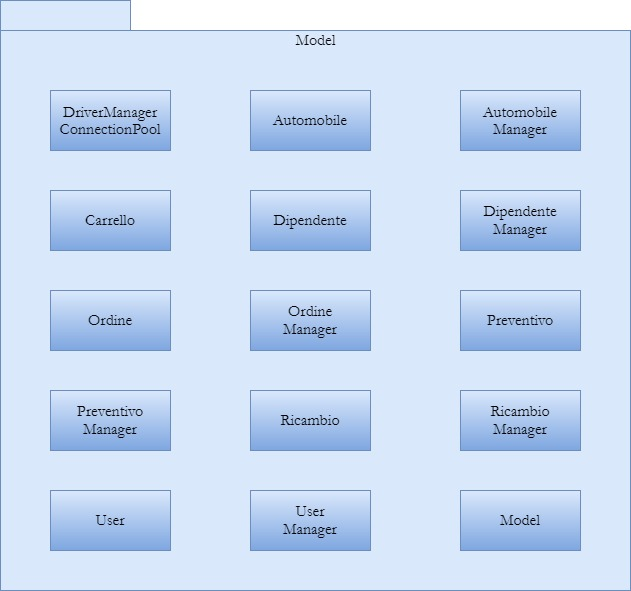 Model
DriverManager
ConnectionPool
Automobile
Automobile
Manager
Carrello
Dipendente
Dipendente
Manager
Ordine
Ordine
Manager
Preventivo
Preventivo
Manager
Ricambio
Ricambio
Manager
User
User
Manager
Model